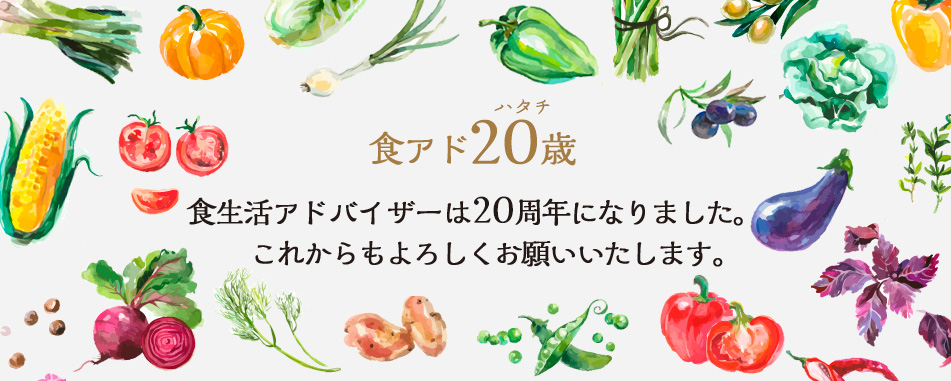 ハタチ
食アド20歳
食生活アドバイザーは20周年になりました。
これからもよろしくお願いいたします。